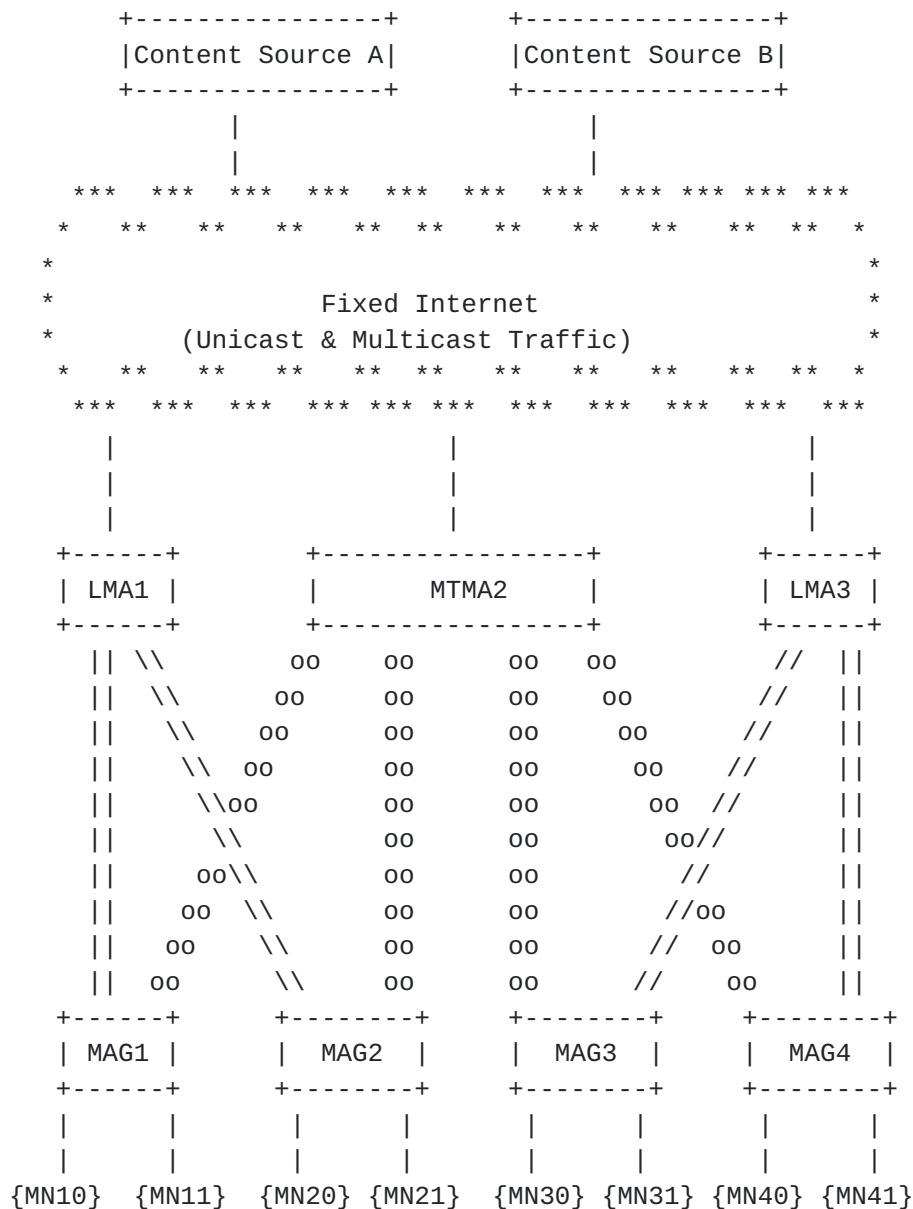 Content Source A Content Source B
Fixed Internet
(Unicast & Multicast Traffic)
LMA1 MTMA2 LMA3
MAG1 MAG2 MAG3 MAG4
{MN10} {MN11} {MN20} {MN21} {MN30} {MN31} {MN40} {MN41}